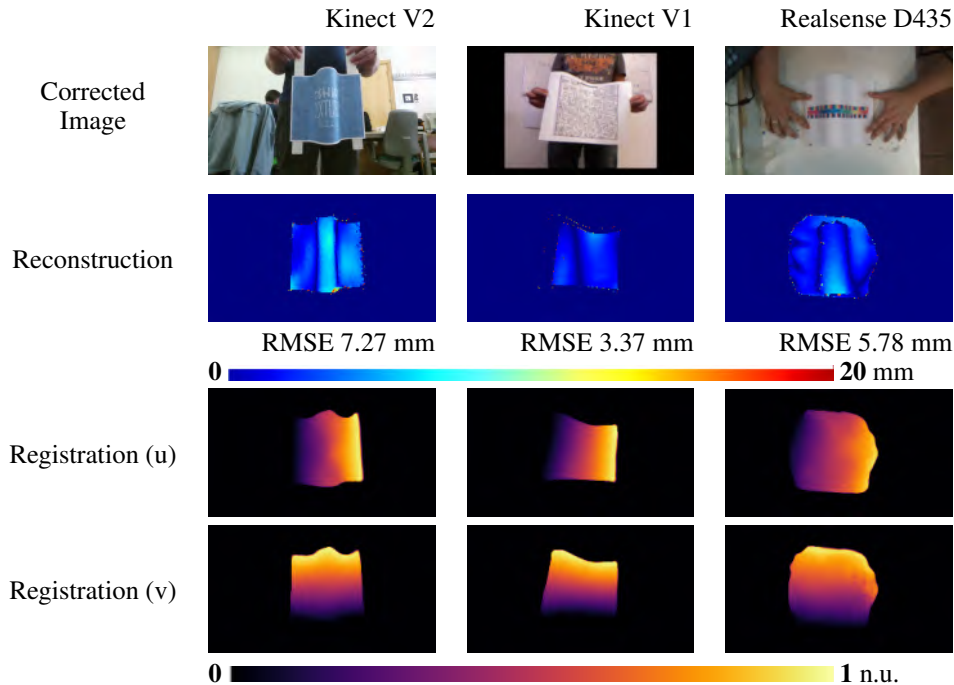 Kinect V2 Kinect V1 Realsense D435
Corrected
Image
Reconstruction
RMSE 7.27 mm RMSE 3.37 mm RMSE 5.78 mm
0 20 mm
Registration (u)
Registration (v)
0 1 n.u.